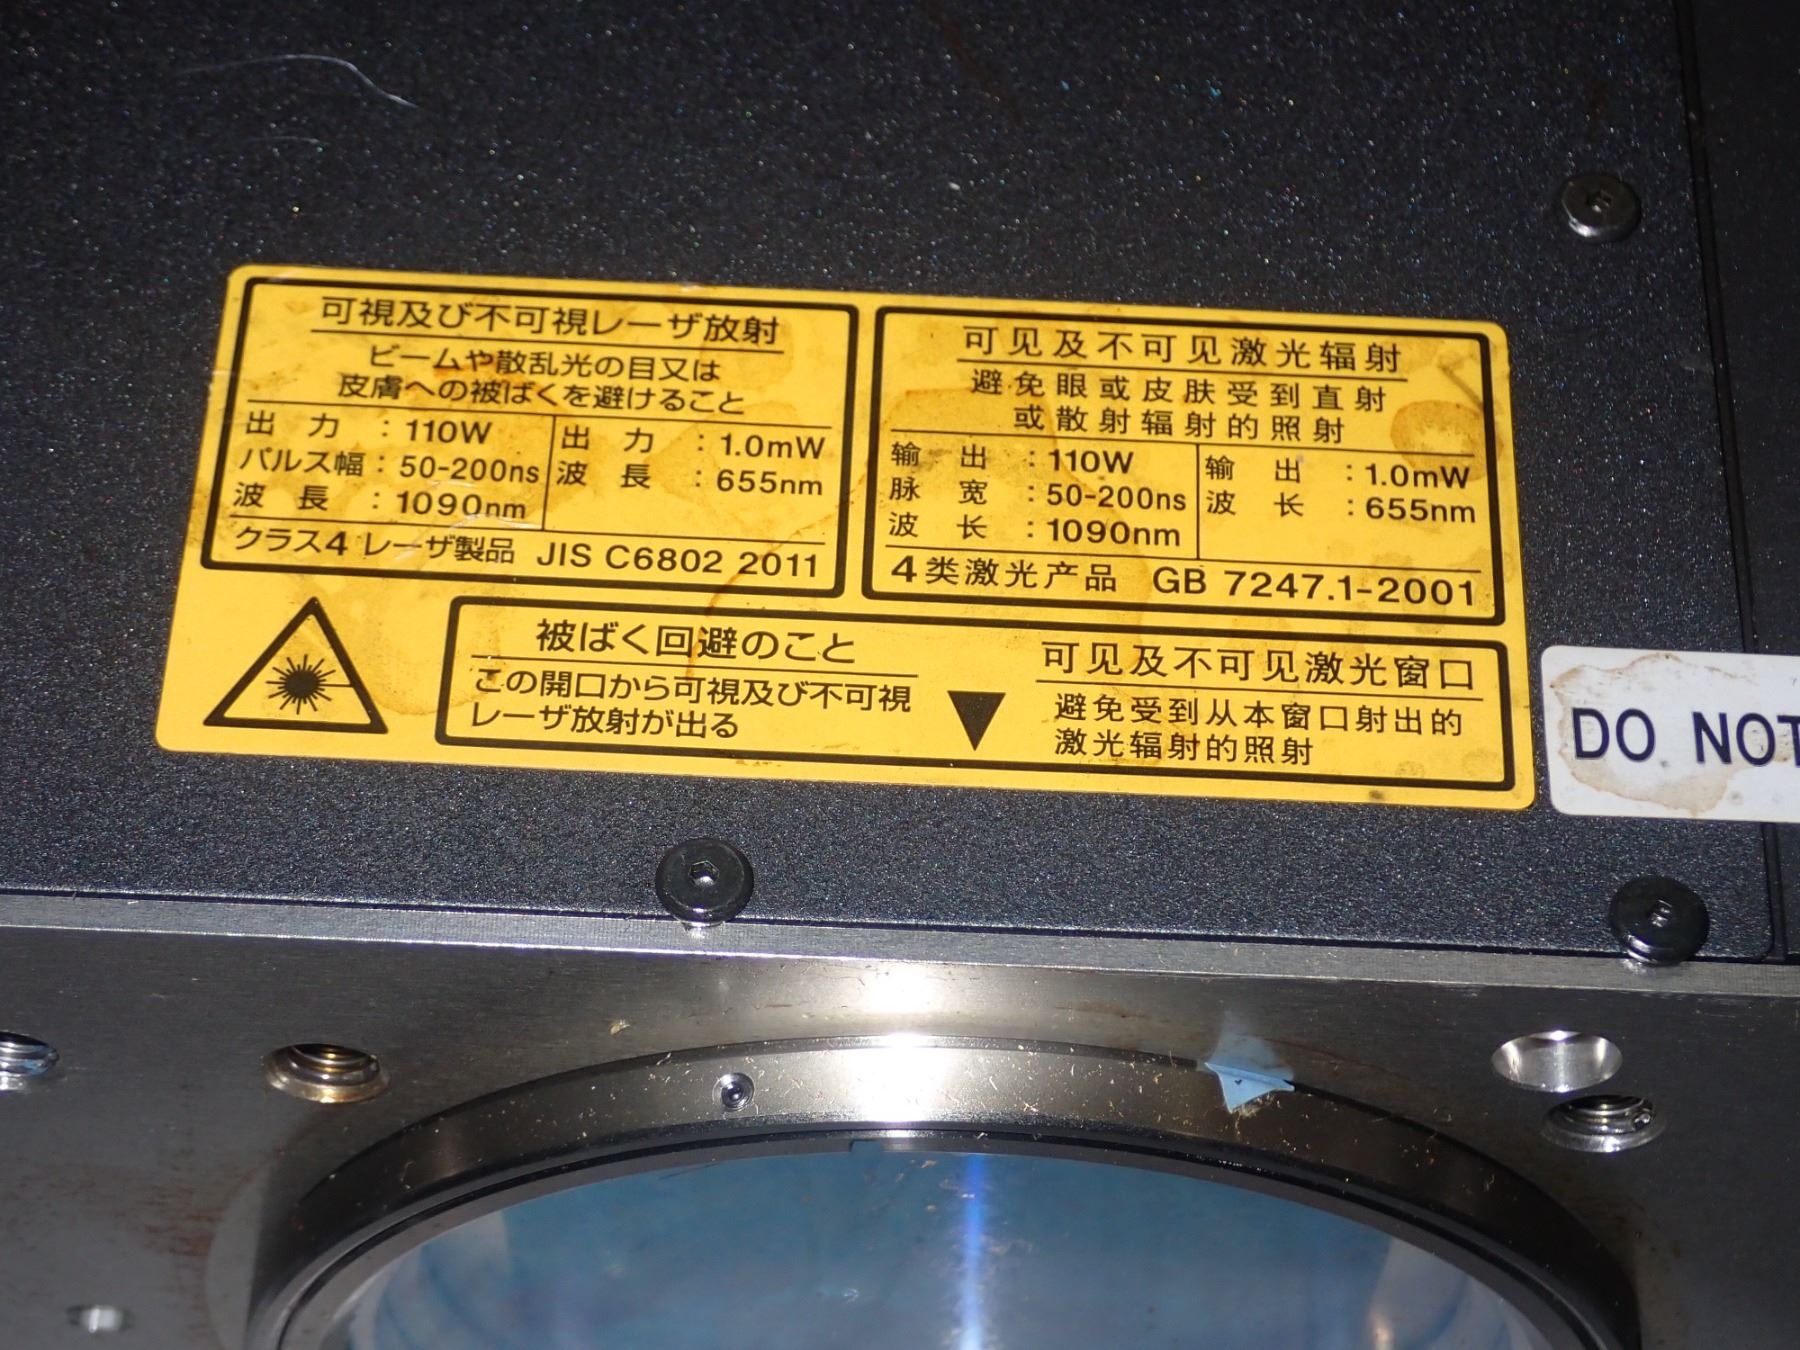 可視及び不可視レーザ放射
ビームや散乱光の目又は
皮膚への被ばくを避けること
出力：110W
パルス幅：50-200ns
波長：1090nm
出力：1.0mW
波長：655nm
クラス4 レーザ製品 JIS C6802 2011
可见及不可见激光辐射
避免眼或皮肤受到直射
或散射辐射的照射
输出：110W
脉宽：50-200ns
波长：1090nm
输出：1.0mW
波长：655nm
4类激光产品 GB 7247.1-2001
被ばく回避のこと
この開口から可視及び不可視
レーザ放射が出る
可见及不可见激光窗口
避免受到从本窗口射出的
激光辐射的照射
DO NOT